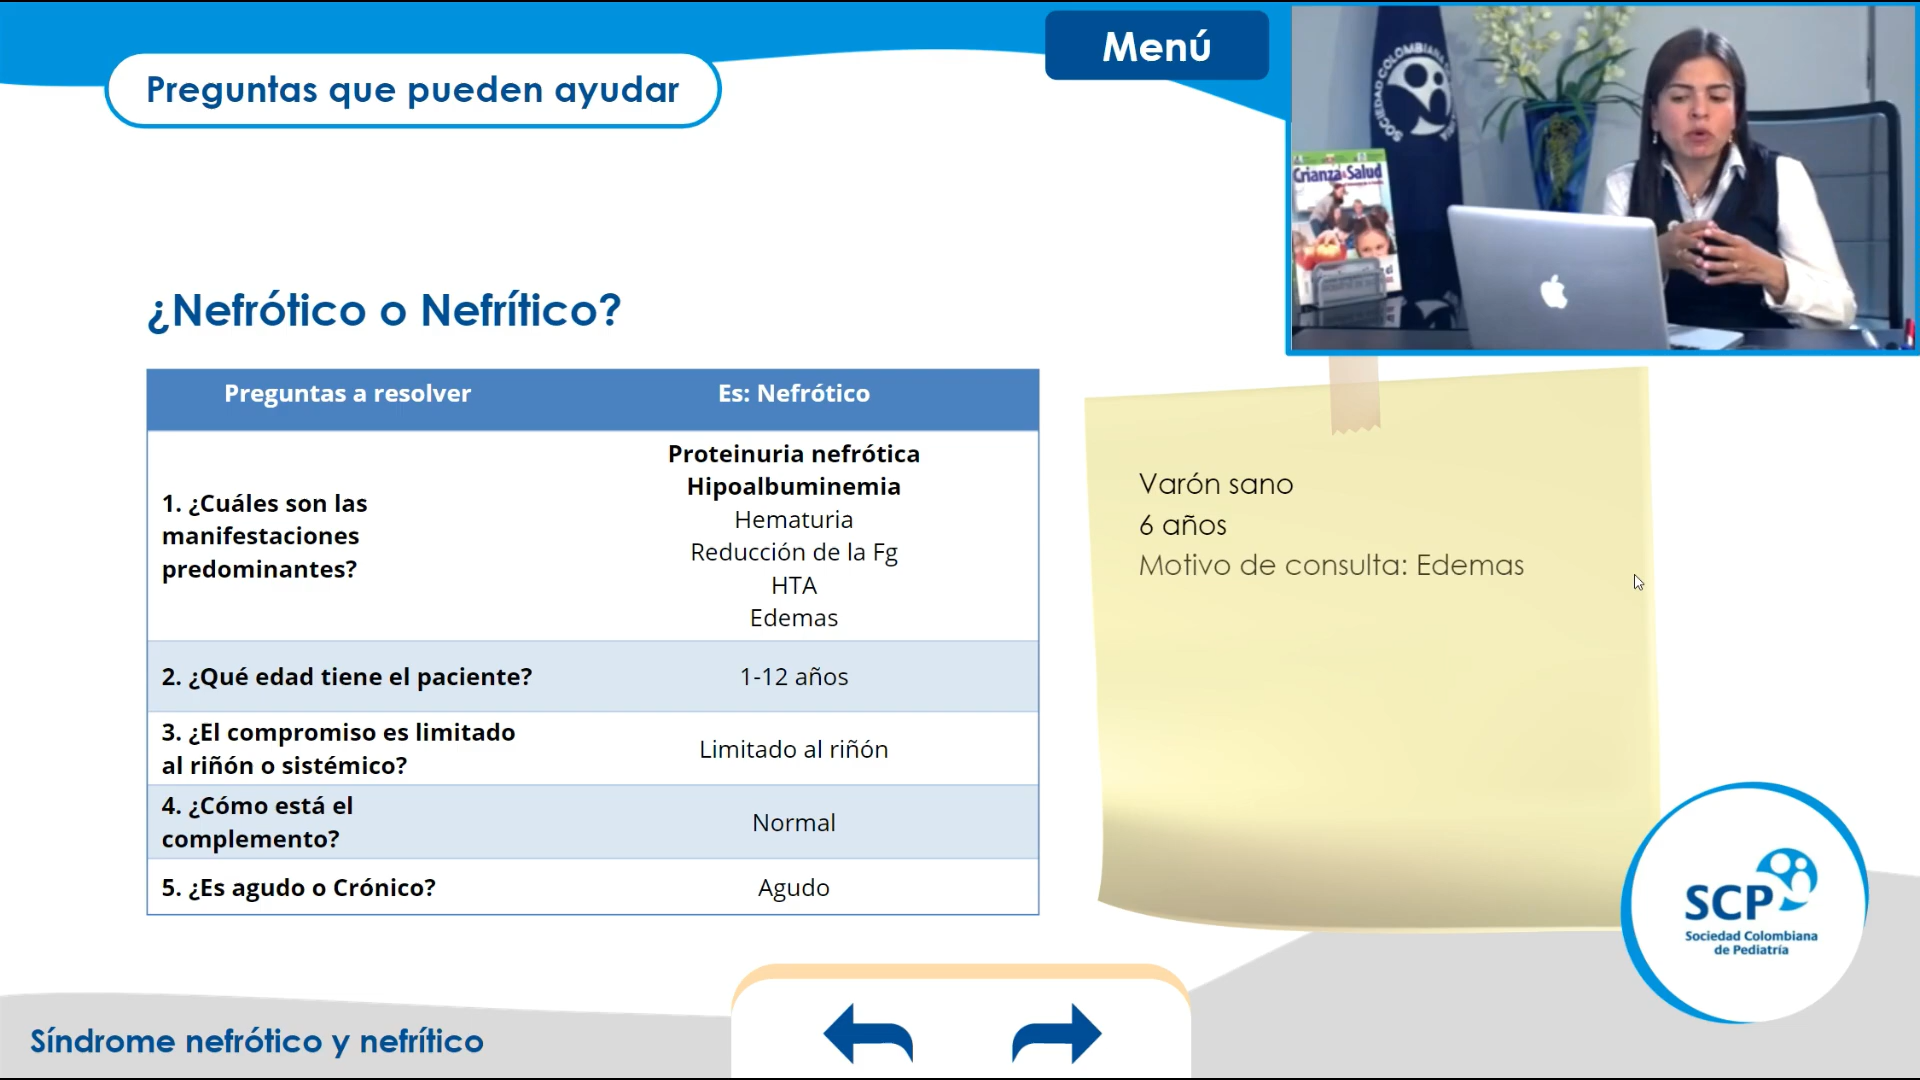 Preguntas que pueden ayudar
Menú
SOCIEDAD COLOMBIANA
Crianza & Salud
¿Nefrótico o Nefrítico?
Preguntas a resolver
Es: Nefrótico
1. ¿Cuáles son las
manifestaciones
predominantes?
Proteinuria nefrótica
Hipoalbuminemia
Hematuria
Reducción de la Fg
HTA
Edemas
2. ¿Qué edad tiene el paciente?
1-12 años
3. ¿El compromiso es limitado
al riñón o sistémico?
Limitado al riñón
4. ¿Cómo está el
complemento?
Normal
5. ¿Es agudo o Crónico?
Agudo
Varón sano
6 años
Motivo de consulta: Edemas
SCP
Sociedad Colombiana
de Pediatría
Síndrome nefrótico y nefrítico